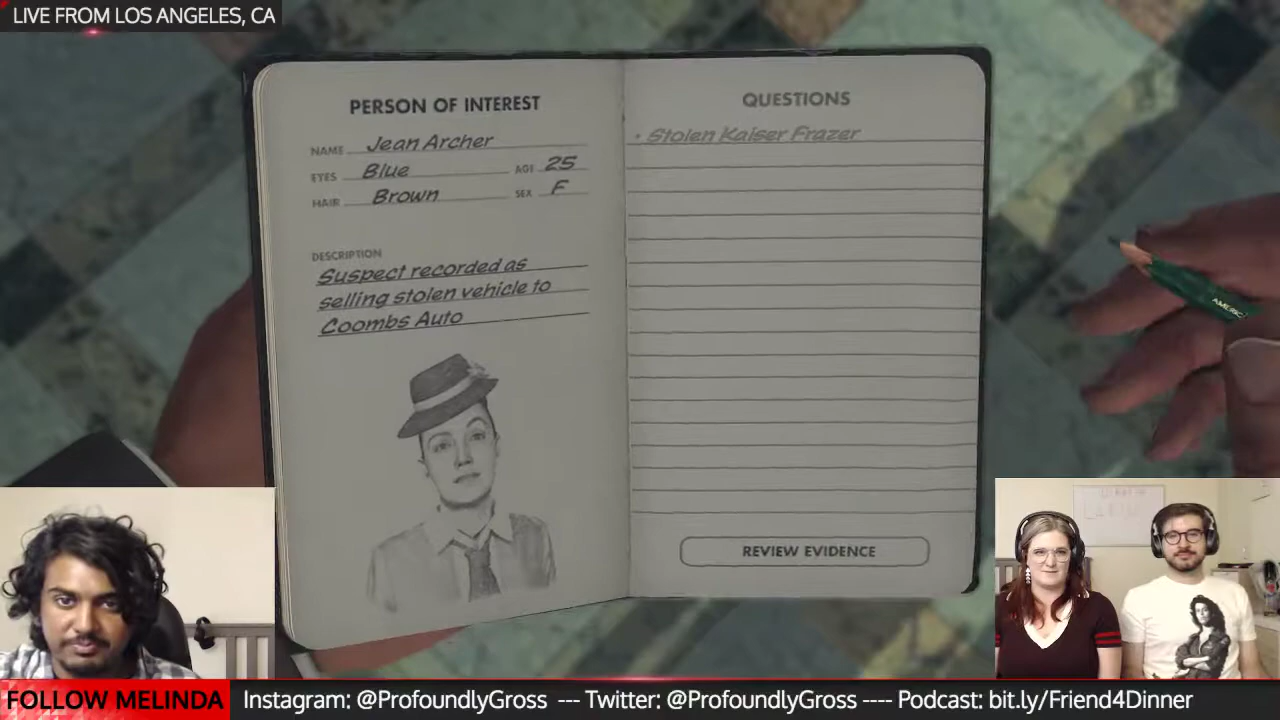 LIVE FROM LOS ANGELES, CA
PERSON OF INTEREST
NAME Jean Archer
EYES Blue AGE 25
HAIR Brown SEX F
DESCRIPTION
Suspect recorded as
selling stolen vehicle to
Coombs Auto
QUESTIONS
• Stolen Kaiser Frazer
REVIEW EVIDENCE
FOLLOW MELINDA Instagram: @ProfoundlyGross --- Twitter: @ProfoundlyGross ---- Podcast: bit.ly/Friend4Dinner